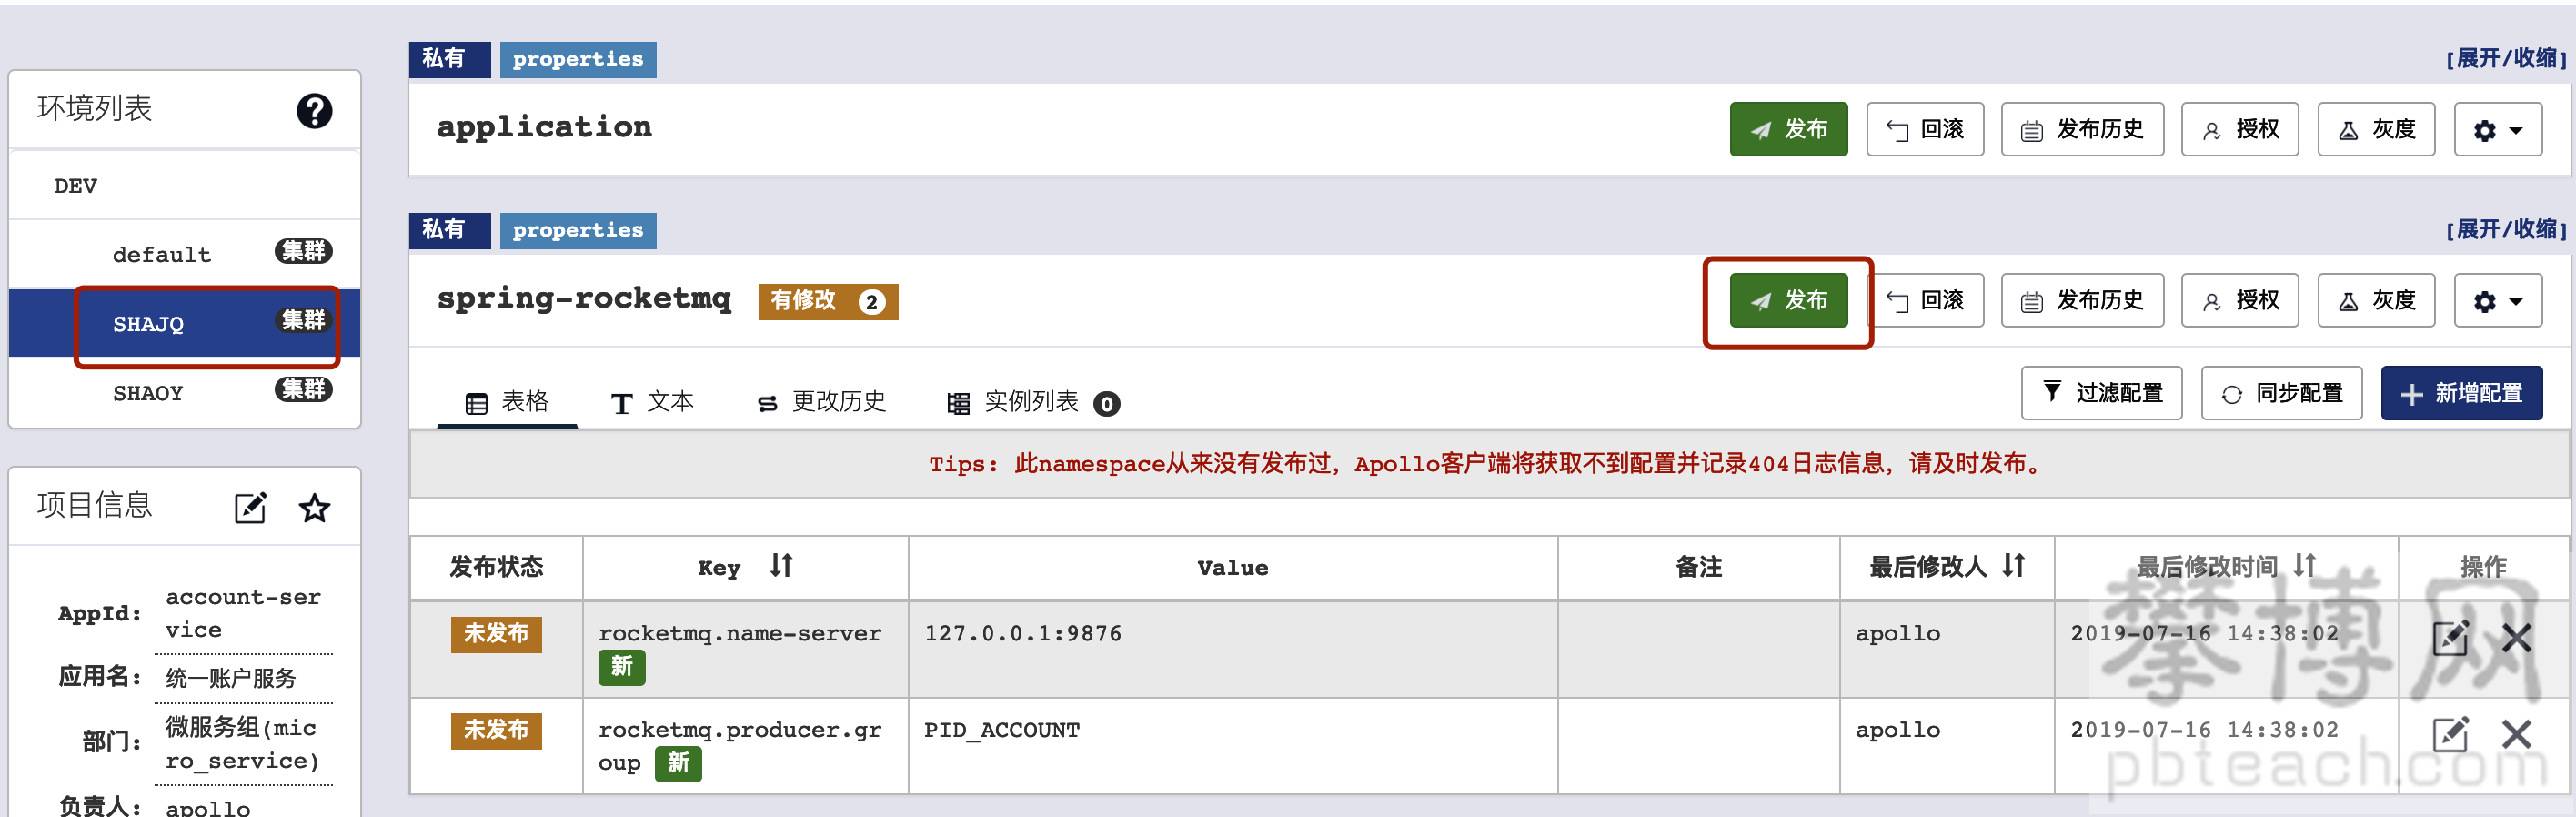 环境列表
DEV
default 集群
SHAJQ 集群
SHAOY 集群
项目信息
AppId: account-ser
vice
应用名: 统一账户服务
部门: 微服务组(mic
ro_service)
负责人: apollo
私有 properties [展开/收缩]
application 发布 回滚 发布历史 授权 灰度
私有 properties [展开/收缩]
spring-rocketmq 有修改 2 发布 回滚 发布历史 授权 灰度
表格 文本 更改历史 实例列表 0 过滤配置 同步配置 新增配置
Tips: 此namespace从来没有发布过，Apollo客户端将获取不到配置并记录404日志信息，请及时发布。
发布状态 Key Value 备注 最后修改人 最后修改时间 操作
未发布 rocketmq.name-server 127.0.0.1:9876 apollo 2019-07-16 14:38:02
新
未发布 rocketmq.producer.gr PID_ACCOUNT apollo 2019-07-16 14:38:02
oup 新
攀博网
pbteach.com